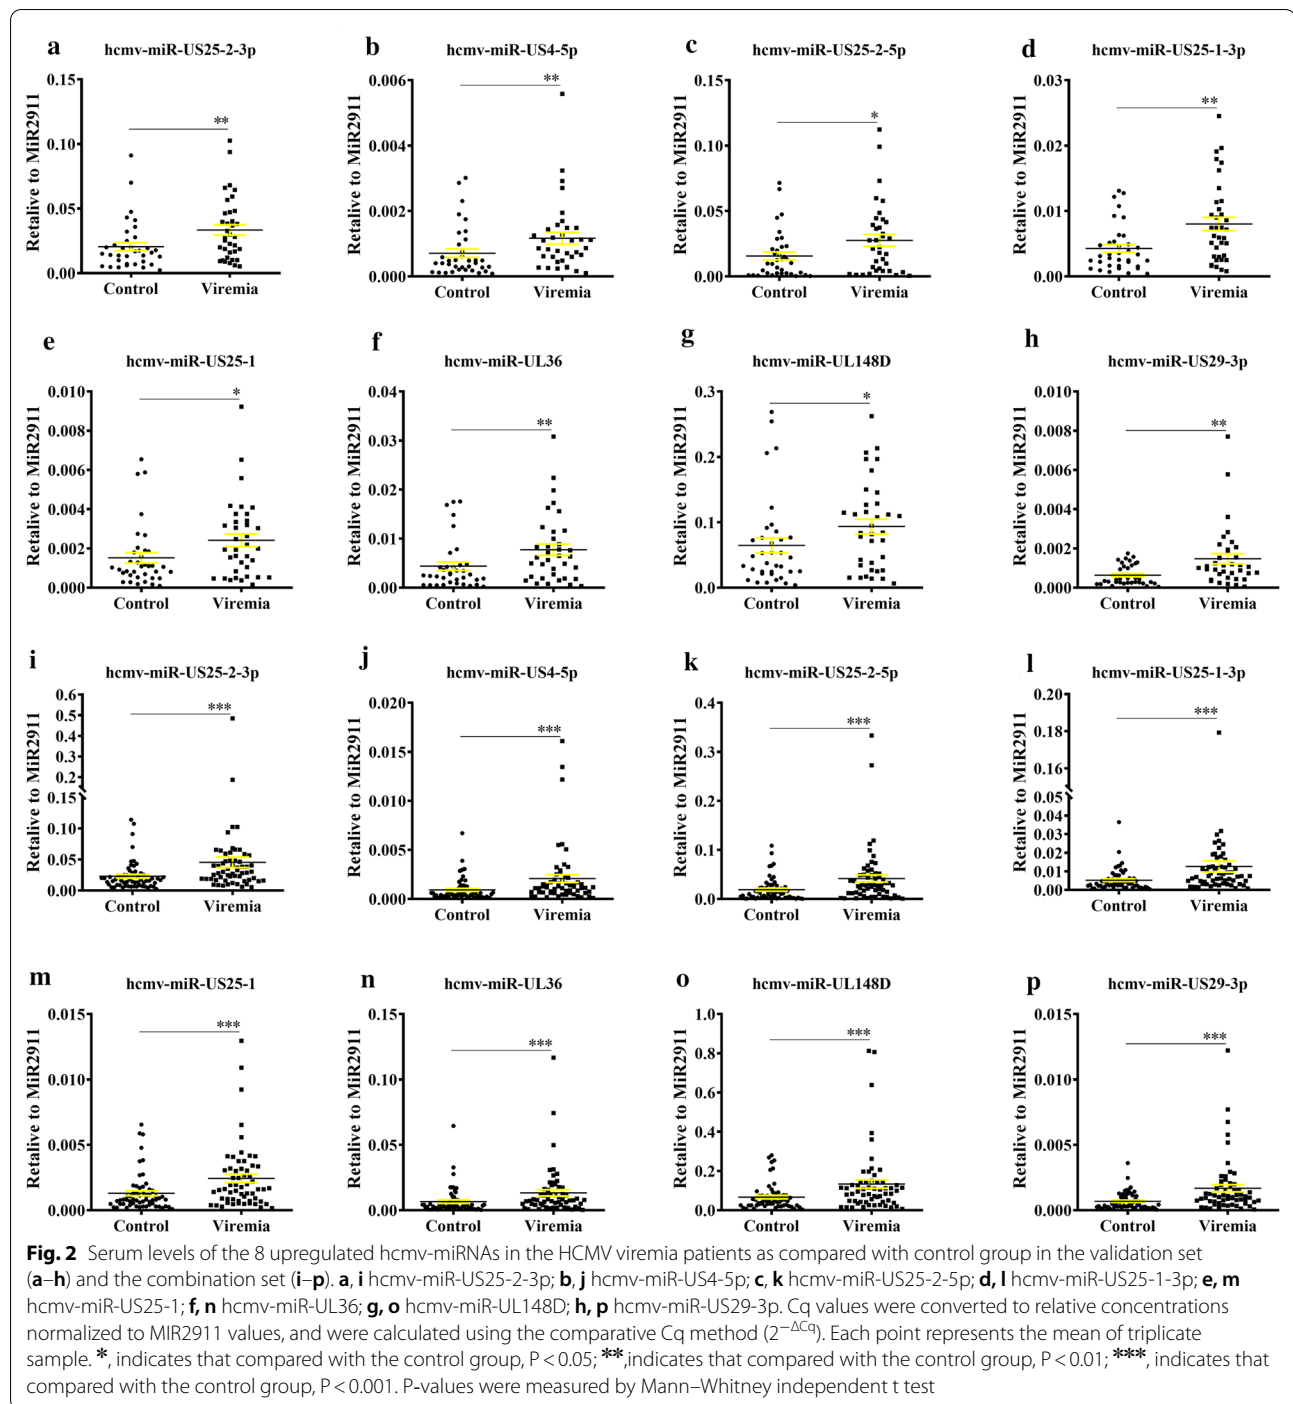 a
hcmv-miR-US25-2-3p
Retalive to MiR2911
0.15
0.10
0.05
0.00
**
Control Viremia
b
hcmv-miR-US4-5p
Retalive to MiR2911
0.006
0.004
0.002
0.000
**
Control Viremia
c
hcmv-miR-US25-2-5p
Retalive to MiR2911
0.15
0.10
0.05
0.00
*
Control Viremia
d
hcmv-miR-US25-1-3p
Retalive to MiR2911
0.03
0.02
0.01
0.00
**
Control Viremia
e
hcmv-miR-US25-1
Retalive to MiR2911
0.010
0.008
0.006
0.004
0.002
0.000
*
Control Viremia
f
hcmv-miR-UL36
Retalive to MiR2911
0.04
0.03
0.02
0.01
0.00
**
Control Viremia
g
hcmv-miR-UL148D
Retalive to MiR2911
0.3
0.2
0.1
0.0
*
Control Viremia
h
hcmv-miR-US29-3p
Retalive to MiR2911
0.010
0.008
0.006
0.004
0.002
0.000
**
Control Viremia
i
hcmv-miR-US25-2-3p
Retalive to MiR2911
0.6
0.5
0.4
0.3
0.2
0.15
0.10
0.05
0.00
***
Control Viremia
j
hcmv-miR-US4-5p
Retalive to MiR2911
0.020
0.015
0.010
0.005
0.000
***
Control Viremia
k
hcmv-miR-US25-2-5p
Retalive to MiR2911
0.4
0.3
0.2
0.1
0.0
***
Control Viremia
l
hcmv-miR-US25-1-3p
Retalive to MiR2911
0.20
0.18
0.16
0.05
0.04
0.03
0.02
0.01
0.00
***
Control Viremia
m
hcmv-miR-US25-1
Retalive to MiR2911
0.015
0.010
0.005
0.000
***
Control Viremia
n
hcmv-miR-UL36
Retalive to MiR2911
0.15
0.10
0.05
0.00
***
Control Viremia
o
hcmv-miR-UL148D
Retalive to MiR2911
1.0
0.8
0.6
0.4
0.2
0.0
***
Control Viremia
p
hcmv-miR-US29-3p
Retalive to MiR2911
0.015
0.010
0.005
0.000
***
Control Viremia
Fig. 2 Serum levels of the 8 upregulated hcmv-miRNAs in the HCMV viremia patients as compared with control group in the validation set
(a–h) and the combination set (i–p). a, i hcmv-miR-US25-2-3p; b, j hcmv-miR-US4-5p; c, k hcmv-miR-US25-2-5p; d, l hcmv-miR-US25-1-3p; e, m
hcmv-miR-US25-1; f, n hcmv-miR-UL36; g, o hcmv-miR-UL148D; h, p hcmv-miR-US29-3p. Cq values were converted to relative concentrations
normalized to MIR2911 values, and were calculated using the comparative Cq method (2−ΔCq). Each point represents the mean of triplicate
sample. *, indicates that compared with the control group, P < 0.05; **,indicates that compared with the control group, P < 0.01; ***, indicates that
compared with the control group, P < 0.001. P-values were measured by Mann–Whitney independent t test